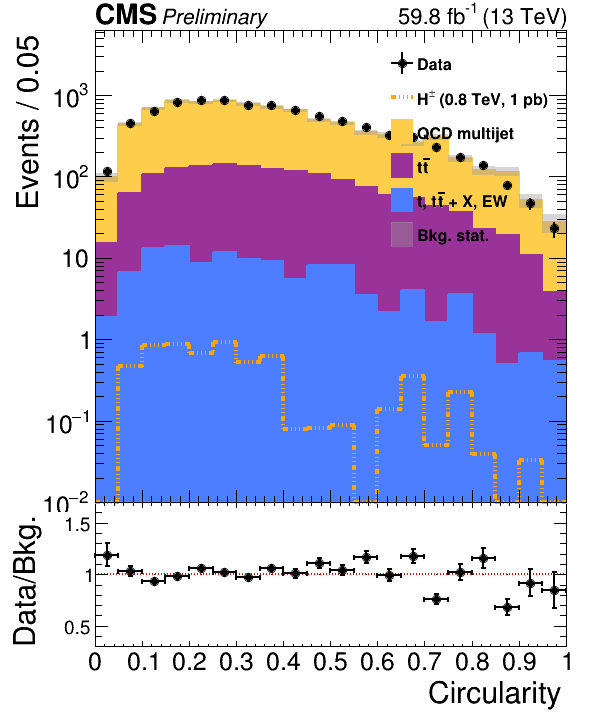 CMS Preliminary 59.8 fb⁻¹ (13 TeV)
Events / 0.05
10³
10²
10
1
10⁻¹
10⁻²
Data
H± (0.8 TeV, 1 pb)
QCD multijet
tt̄
t, tt̄ + X, EW
Bkg. stat.
Data/Bkg.
1.5
1
0.5
0 0.1 0.2 0.3 0.4 0.5 0.6 0.7 0.8 0.9 1
Circularity